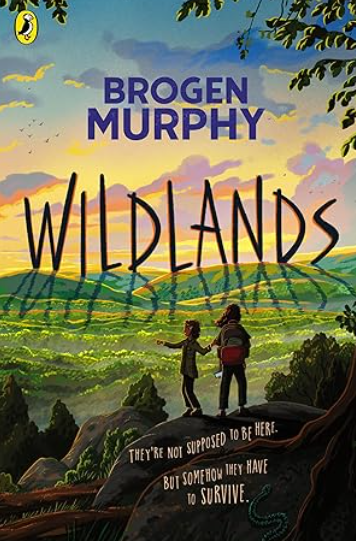 BROGEN
MURPHY
WILDLANDS
THEY'RE NOT SUPPOSED TO BE HERE.
BUT SOMEHOW THEY HAVE
TO SURVIVE.